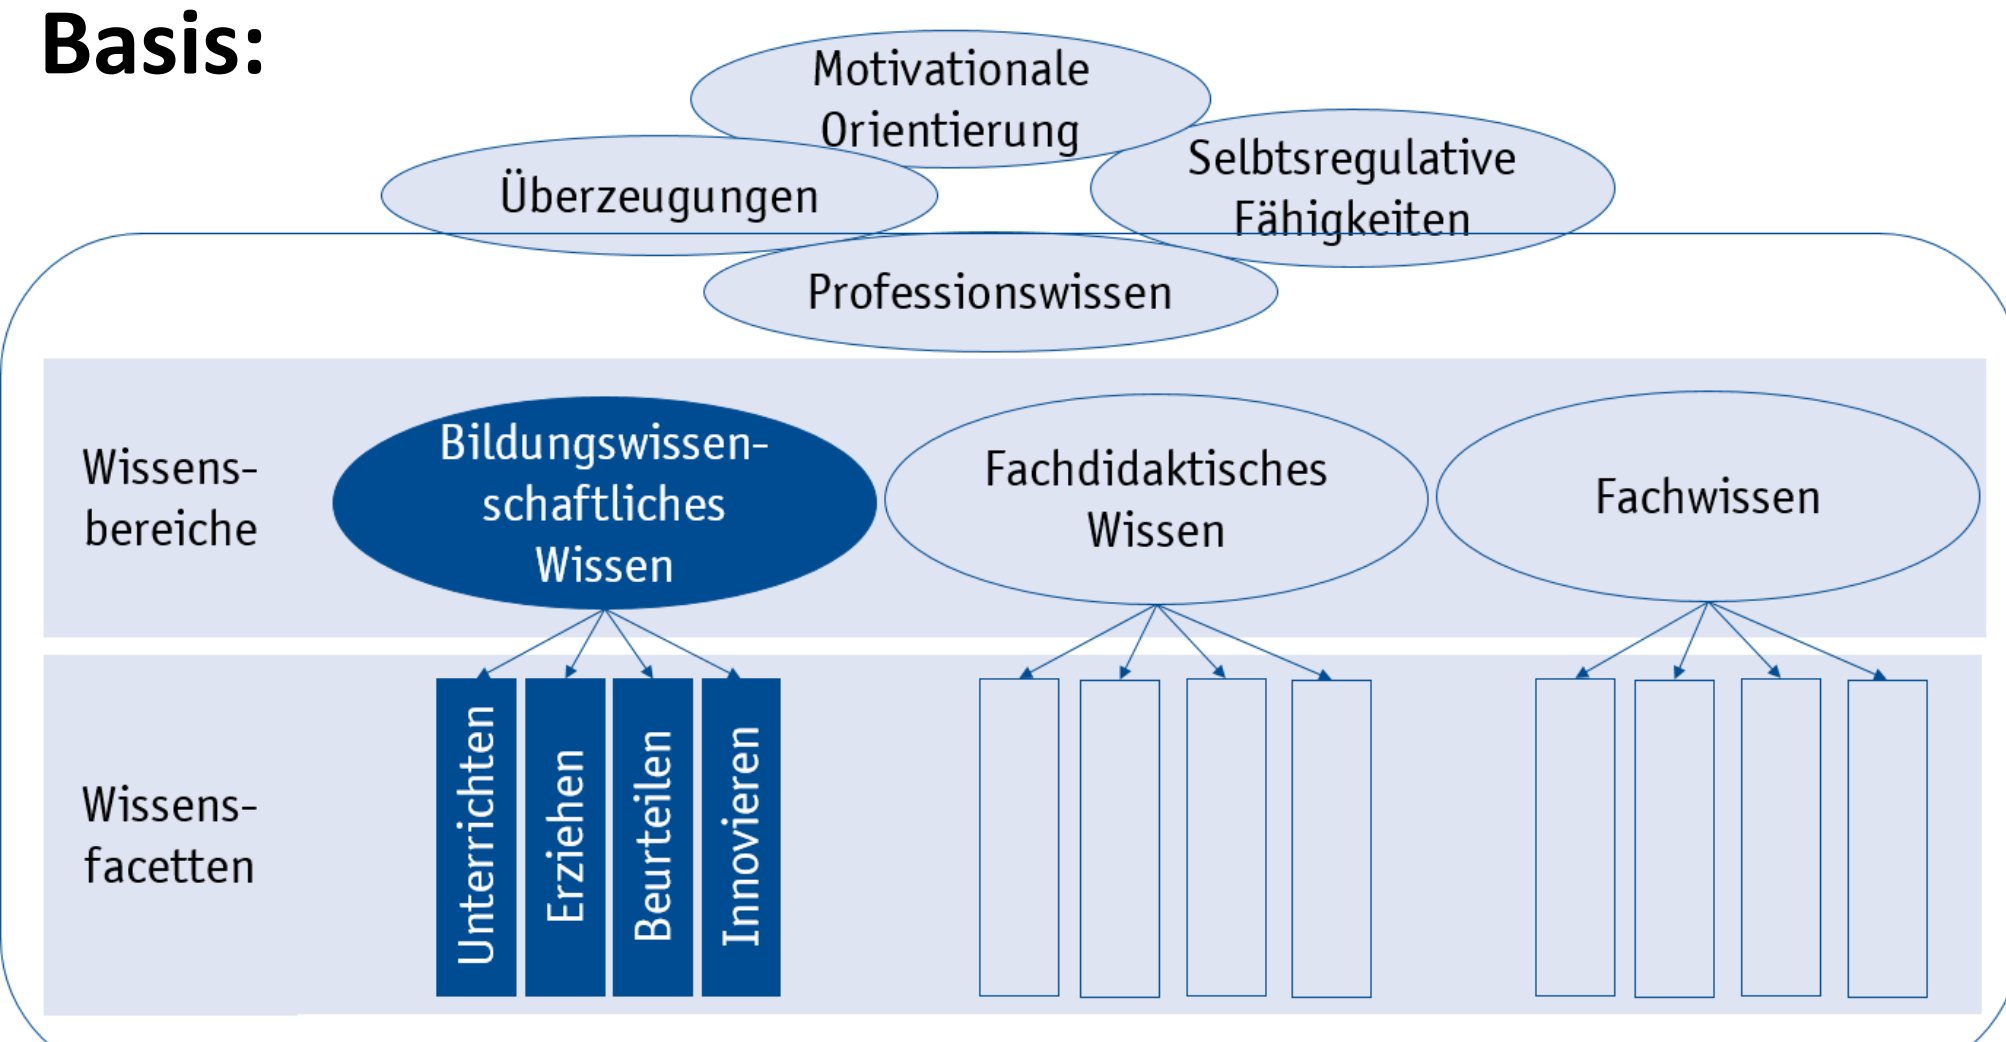 Basis:
Motivationale
Orientierung
Überzeugungen
Selbtsregulative
Fähigkeiten
Professionswissen
Wissens-
bereiche
Bildungswissen-
schaftliches
Wissen
Fachdidaktisches
Wissen
Fachwissen
Wissens-
facetten
Unterrichten
Erziehen
Beurteilen
Innovieren